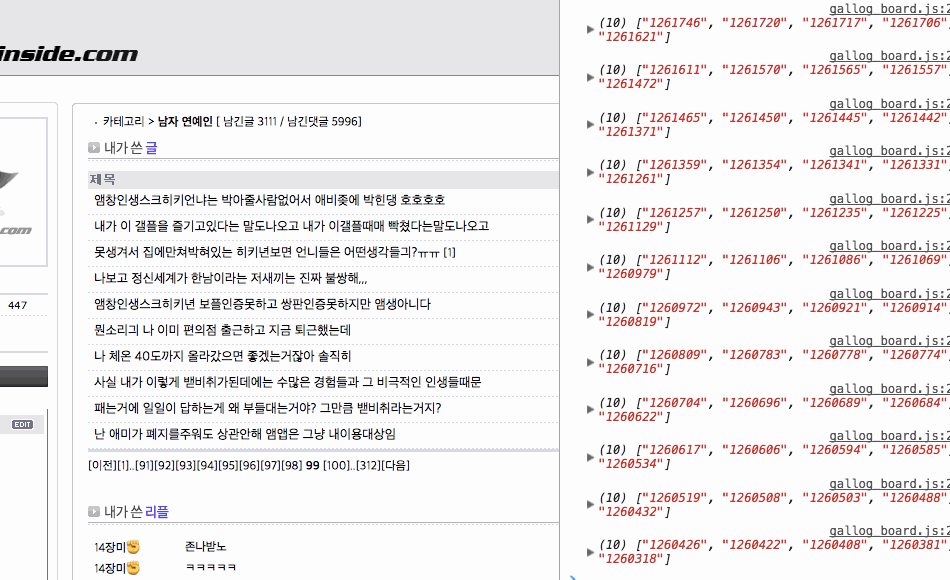 inside.com
· 카테고리 > 남자 연예인 [ 남긴글 3111 / 남긴댓글 5996]
내가 쓴 글
제 목
앰창인생스크히키언냐는 박아줄사람없어서 애비좆에 박힌댕 호호호호
내가 이 갤플을 즐기고있다는 말도나오고 내가 이갤플때매 빡쳤다는말도나오고
못생겨서 집에만쳐박혀있는 히키년보면 언니들은 어떤생각들긔?ㅠㅠ [1]
나보고 정신세계가 한남이라는 저새끼는 진짜 불쌍해,,,
앰창인생스크히키년 보플인증못하고 쌍판인증못하지만 앰생아니다
뭔소리긔 나 이미 편의점 출근하고 지금 퇴근했는데
나 체온 40도까지 올라갔으면 좋겠는거잖아 솔직히
사실 내가 이렇게 밷비취가된데에는 수많은 경험들과 그 비극적인 인생들때문
패는거에 일일이 답하는게 왜 부들대는거야? 그만큼 밷비취라는거지?
난 애미가 폐지를주워도 상관안해 앰앱은 그냥 내이용대상임
[이전][1]..[91][92][93][94][95][96][97][98] 99 [100]..[312][다음]
내가 쓴 리플
14장미✊ 존나받노
14장미✊ ㅋㅋㅋㅋㅋ
.com
447
EDIT
gallog_board.js:2
(10) ["1261746", "1261720", "1261717", "1261706"
"1261621"]
gallog_board.js:2
(10) ["1261611", "1261570", "1261565", "1261557"
"1261472"]
gallog_board.js:2
(10) ["1261465", "1261450", "1261445", "1261442"
"1261371"]
gallog_board.js:2
(10) ["1261359", "1261354", "1261341", "1261331"
"1261261"]
gallog_board.js:2
(10) ["1261257", "1261250", "1261235", "1261225"
"1261129"]
gallog_board.js:2
(10) ["1261112", "1261106", "1261086", "1261069"
"1260979"]
gallog_board.js:2
(10) ["1260972", "1260943", "1260921", "1260914"
"1260819"]
gallog_board.js:2
(10) ["1260809", "1260783", "1260778", "1260774"
"1260716"]
gallog_board.js:2
(10) ["1260704", "1260696", "1260689", "1260684"
"1260622"]
gallog_board.js:2
(10) ["1260617", "1260606", "1260594", "1260585"
"1260534"]
gallog_board.js:2
(10) ["1260519", "1260508", "1260503", "1260488"
"1260432"]
gallog_board.js:2
(10) ["1260426", "1260422", "1260408", "1260381"
"1260318"]